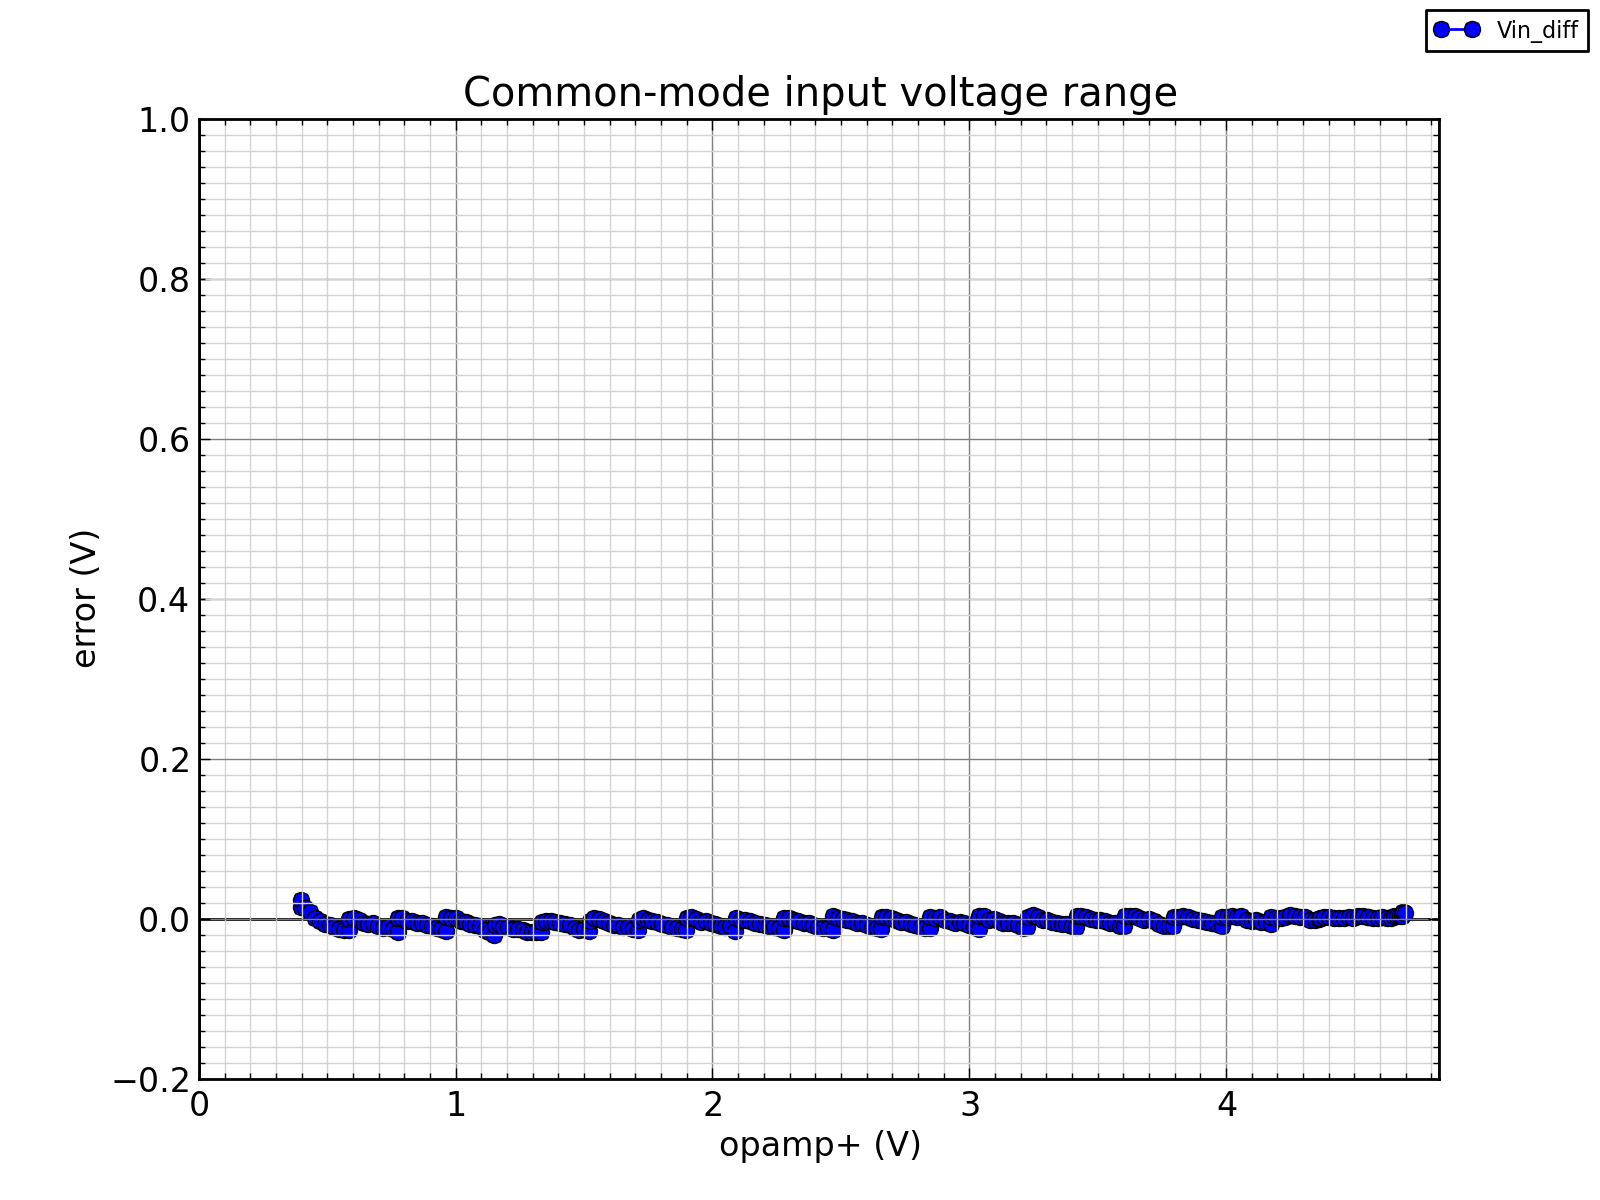 Vin_diff
Common-mode input voltage range
1.0
0.8
0.6
0.4
0.2
0.0
−0.2
error (V)
0 1 2 3 4
opamp+ (V)